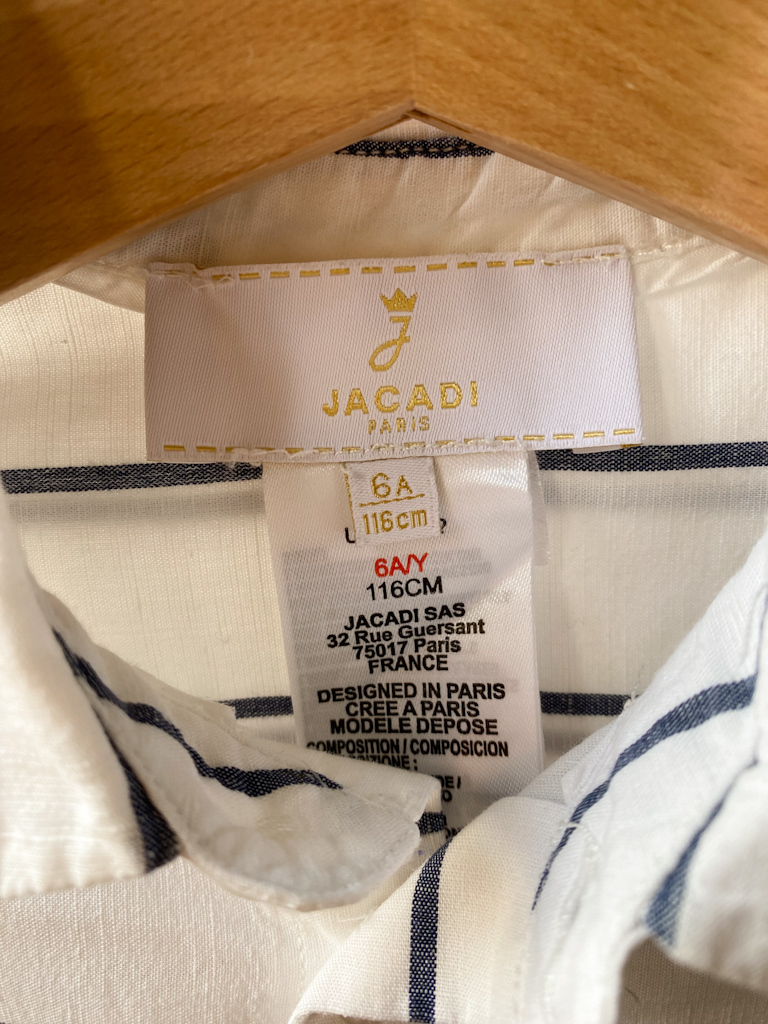 J
JACADI
PARIS
6A
116cm
6A/Y
116CM
JACADI SAS
32 Rue Guersant
75017 Paris
FRANCE
DESIGNED IN PARIS
CREE A PARIS
MODELE DEPOSE
COMPOSITION / COMPOSICION